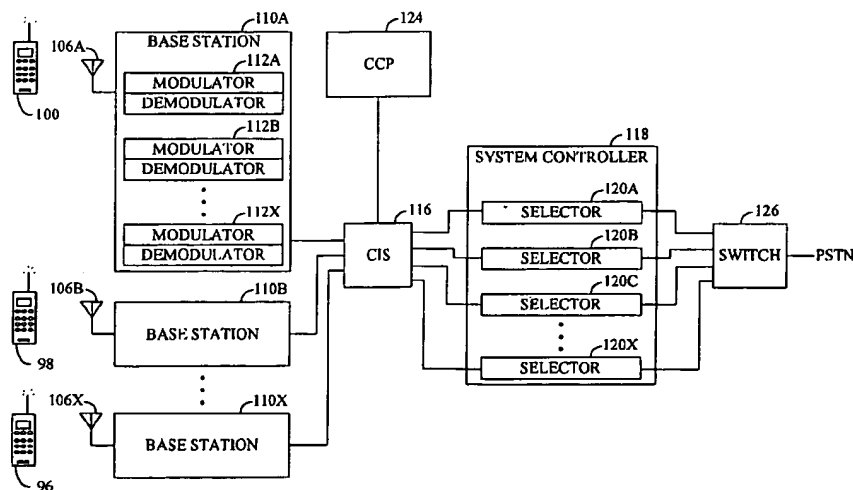 110A
124
106A
BASE STATION
112A
CCP
MODULATOR
DEMODULATOR
100
112B
MODULATOR
DEMODULATOR
118
SYSTEM CONTROLLER
112X
MODULATOR
DEMODULATOR
116
CIS
120A
SELECTOR
120B
SELECTOR
120C
SELECTOR
120X
SELECTOR
126
SWITCH
PSTN
106B
110B
BASE STATION
98
106X
110X
BASE STATION
96